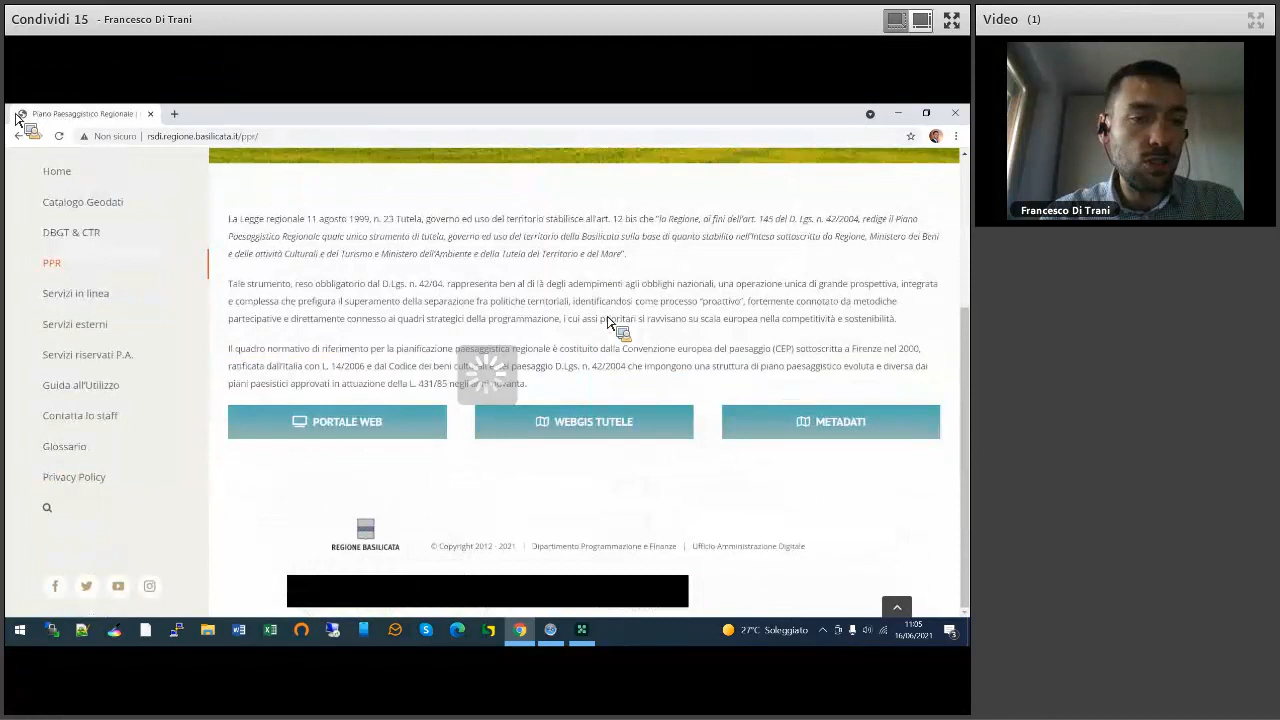 Condividi 15 - Francesco Di Trani
Video (1)
Piano Paesaggistico Regionale |
Non sicuro | rsdi.regione.basilicata.it/ppr/
Home
Catalogo Geodati
DBGT & CTR
PPR
Servizi in linea
Servizi esterni
Servizi riservati P.A.
Guida all'Utilizzo
Contatta lo staff
Glossario
Privacy Policy
La Legge regionale 11 agosto 1999, n. 23 Tutela, governo ed uso del territorio stabilisce all'art. 12 bis che "la Regione, ai fini dell'art. 145 del D. Lgs. n. 42/2004, redige il Piano
Paesaggistico Regionale quale unico strumento di tutela, governo ed uso del territorio della Basilicata sulla base di quanto stabilito nell'Intesa sottoscritta da Regione, Ministero dei Beni
e delle attività Culturali e del Turismo e Ministero dell'Ambiente e della Tutela del Territorio e del Mare".
Tale strumento, reso obbligatorio dal D.Lgs. n. 42/04, rappresenta ben al di là degli adempimenti agli obblighi nazionali, una operazione unica di grande prospettiva, integrata
e complessa che prefigura il superamento della separazione fra politiche territoriali, identificandosi come processo "proattivo", fortemente connotato da metodiche
partecipative e direttamente connesso ai quadri strategici della programmazione, i cui assi prioritari si ravvisano su scala europea nella competitività e sostenibilità.
Il quadro normativo di riferimento per la pianificazione paesaggistica regionale è costituito dalla Convenzione europea del paesaggio (CEP) sottoscritta a Firenze nel 2000,
ratificata dall'Italia con L. 14/2006 e dal Codice dei beni culturali e del paesaggio D.Lgs. n. 42/2004 che impongono una struttura di piano paesaggistico evoluta e diversa dai
piani paesistici approvati in attuazione della L. 431/85 negli anni novanta.
PORTALE WEB
WEBGIS TUTELE
METADATI
REGIONE BASILICATA
© Copyright 2012 - 2021 | Dipartimento Programmazione e Finanze | Ufficio Amministrazione Digitale
27°C Soleggiato
11:05
16/06/2021
3
Francesco Di Trani